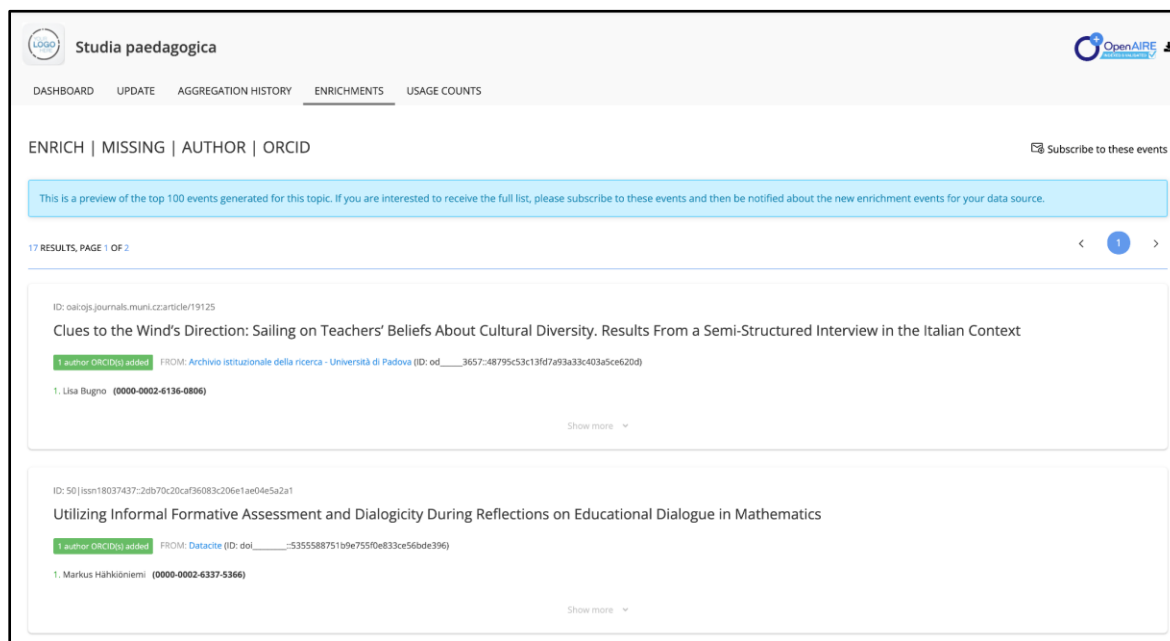 YOUR
LOGO
HERE
Studia paedagogica
OpenAIRE
DASHBOARD UPDATE AGGREGATION HISTORY ENRICHMENTS USAGE COUNTS
ENRICH | MISSING | AUTHOR | ORCID
Subscribe to these events
This is a preview of the top 100 events generated for this topic. If you are interested to receive the full list, please subscribe to these events and then be notified about the new enrichment events for your data source.
17 RESULTS, PAGE 1 OF 2
1
ID: oai:ojs.journals.muni.cz:article/19125
Clues to the Wind’s Direction: Sailing on Teachers’ Beliefs About Cultural Diversity. Results From a Semi-Structured Interview in the Italian Context
1 author ORCID(s) added FROM: Archivio istituzionale della ricerca - Università di Padova (ID: od______3657::48795c53c13fd7a93a33c403a5ce620d)
1. Lisa Bugno (0000-0002-6136-0806)
Show more
ID: 50|issn18037437::2db70c20caf36083c206e1ae04e5a2a1
Utilizing Informal Formative Assessment and Dialogicity During Reflections on Educational Dialogue in Mathematics
1 author ORCID(s) added FROM: Datacite (ID: doi_________::5355588751b9e755f0e833ce56bde396)
1. Markus Hähkiöniemi (0000-0002-6337-5366)
Show more